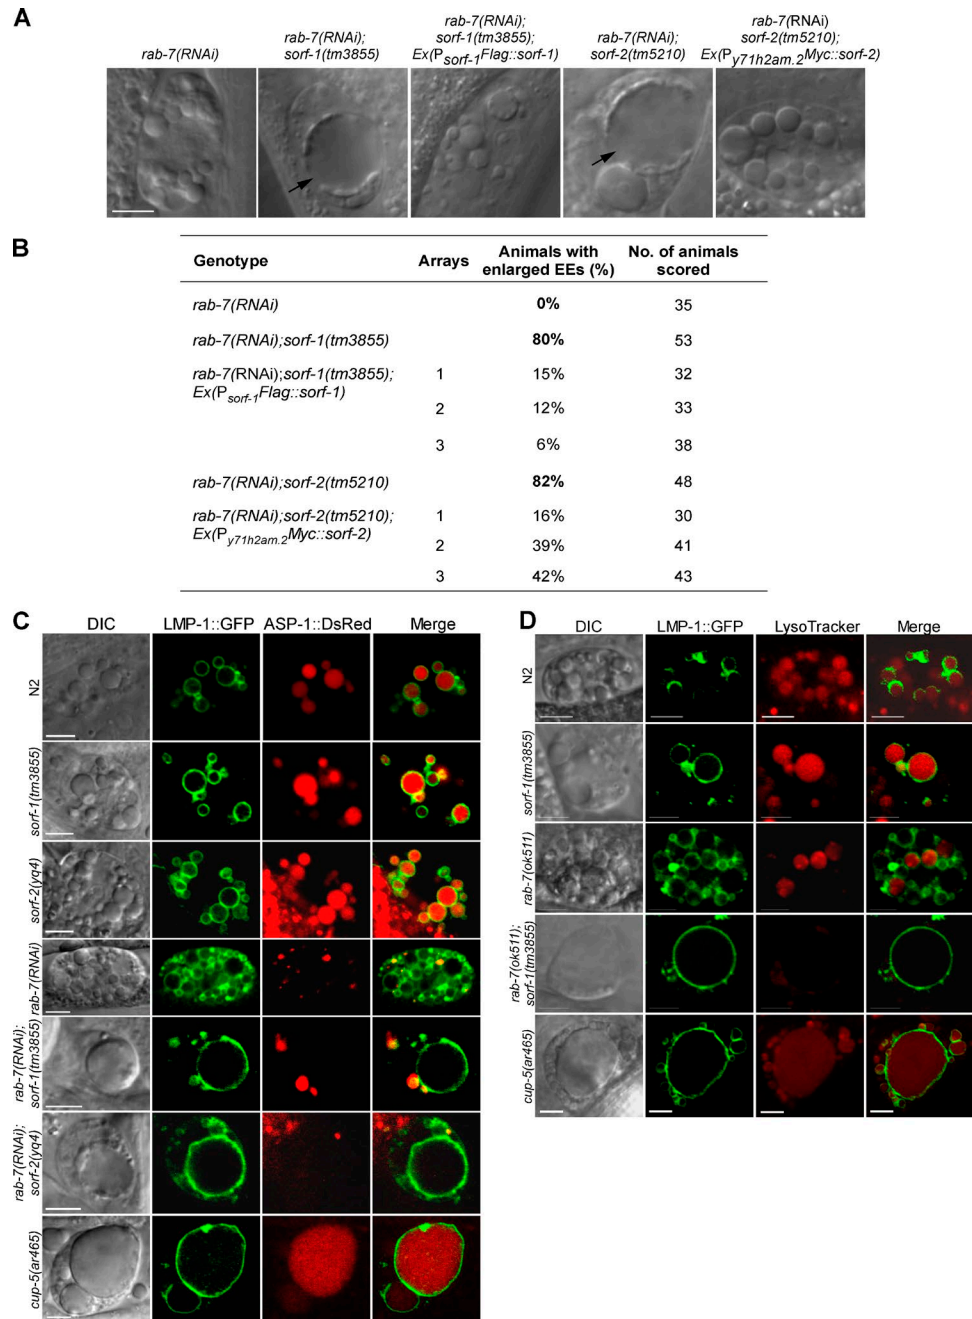 A
rab-7(RNAi)
rab-7(RNAi);
sorf-1(tm3855)
rab-7(RNAi);
sorf-1(tm3855);
Ex(Psorf-1Flag::sorf-1)
rab-7(RNAi);
sorf-2(tm5210)
rab-7(RNAi)
sorf-2(tm5210);
Ex(Py71h2am.2Myc::sorf-2)
B
Genotype Arrays Animals with enlarged EEs (%) No. of animals scored
rab-7(RNAi) 0% 35
rab-7(RNAi);sorf-1(tm3855) 80% 53
rab-7(RNAi);sorf-1(tm3855); 1 15% 32
Ex(Psorf-1Flag::sorf-1)
2 12% 33
3 6% 38
rab-7(RNAi);sorf-2(tm5210) 82% 48
rab-7(RNAi);sorf-2(tm5210); 1 16% 30
Ex(Py71h2am.2Myc::sorf-2)
2 39% 41
3 42% 43
C
DIC LMP-1::GFP ASP-1::DsRed Merge
N2
sorf-1(tm3855)
sorf-2(yq4)
rab-7(RNAi)
rab-7(RNAi);
sorf-1(tm3855)
rab-7(RNAi);
sorf-2(yq4)
cup-5(ar465)
D
DIC LMP-1::GFP LysoTracker Merge
N2
sorf-1(tm3855)
rab-7(ok511)
rab-7(ok511);
sorf-1(tm3855)
cup-5(ar465)